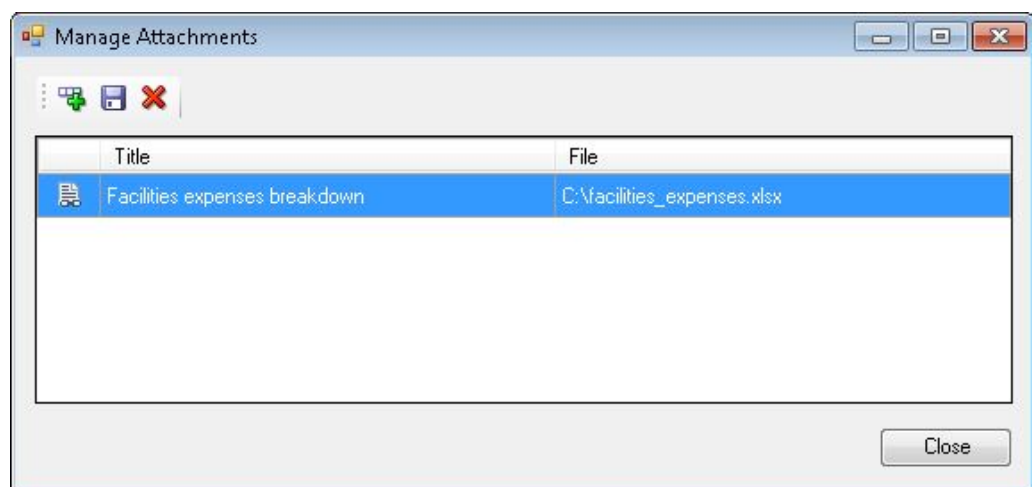 Manage Attachments
Title File
Facilities expenses breakdown C:\facilities_expenses.xlsx
Close